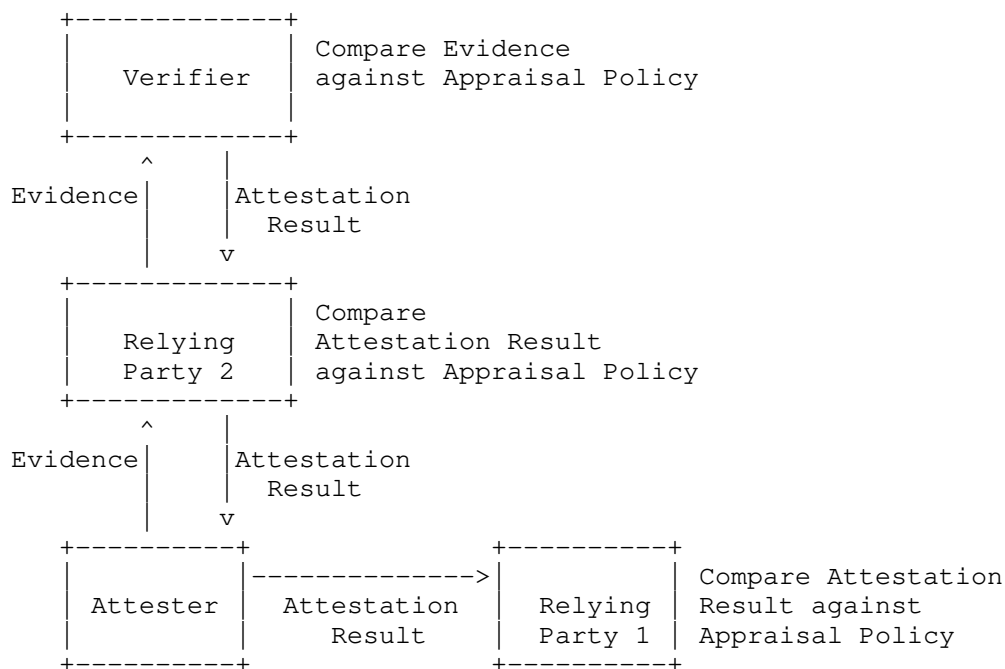 Compare Evidence
Verifier against Appraisal Policy
Evidence Attestation
Result
Compare
Relying Attestation Result
Party 2 against Appraisal Policy
Evidence Attestation
Result
Compare Attestation
Attester Attestation Relying Result against
Result Party 1 Appraisal Policy